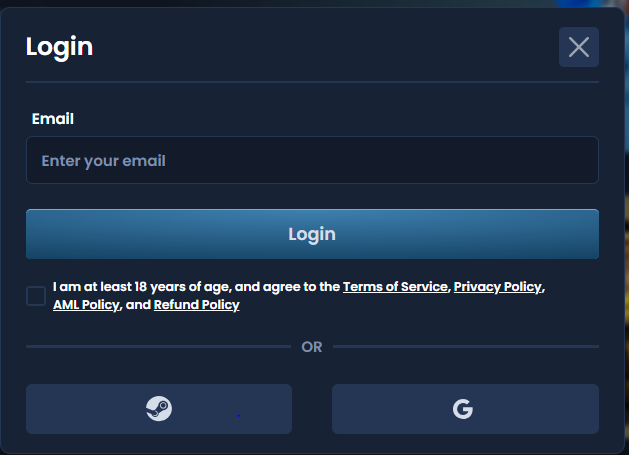 Login
Email
Enter your email
Login
I am at least 18 years of age, and agree to the Terms of Service, Privacy Policy,
AML Policy, and Refund Policy
OR
G